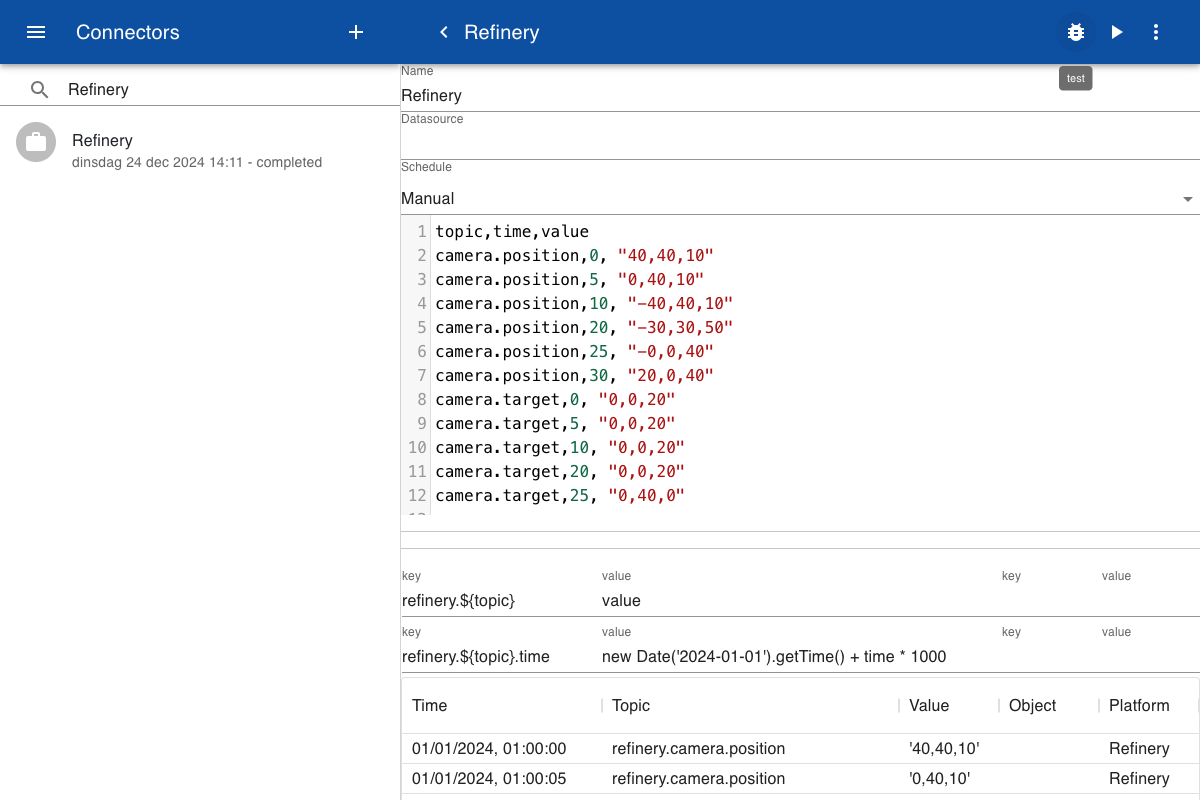 Connectors + Refinery
test
Refinery
Refinery
dinsdag 24 dec 2024 14:11 - completed
Name
Refinery
Datasource
Schedule
Manual
1 topic,time,value
2 camera.position,0, "40,40,10"
3 camera.position,5, "0,40,10"
4 camera.position,10, "-40,40,10"
5 camera.position,20, "-30,30,50"
6 camera.position,25, "-0,0,40"
7 camera.position,30, "20,0,40"
8 camera.target,0, "0,0,20"
9 camera.target,5, "0,0,20"
10 camera.target,10, "0,0,20"
11 camera.target,20, "0,0,20"
12 camera.target,25, "0,40,0"
key value key value
refinery.${topic} value
key value key value
refinery.${topic}.time new Date('2024-01-01').getTime() + time * 1000
Time Topic Value Object Platform
01/01/2024, 01:00:00 refinery.camera.position '40,40,10' Refinery
01/01/2024, 01:00:05 refinery.camera.position '0,40,10' Refinery